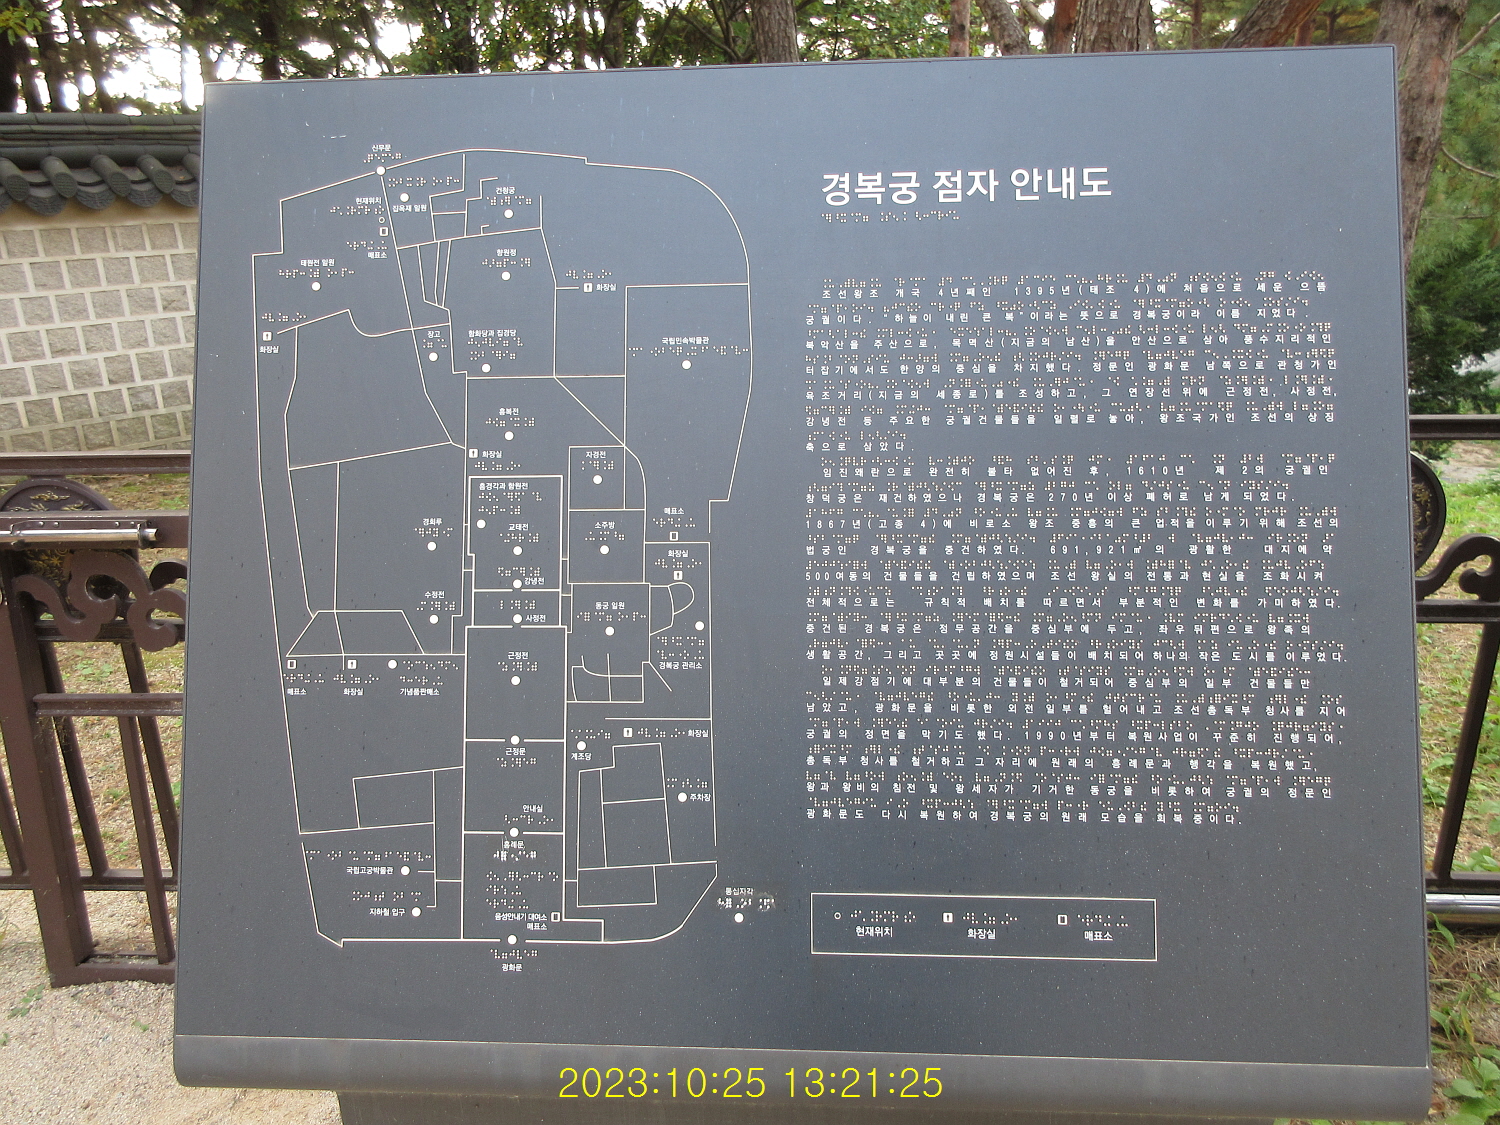 경복궁 점자 안내도
조선왕조 개국 4년째인 1395년(태조 4)에 처음으로 세운 으뜸
궁궐이다. "하늘이 내린 큰 복"이라는 뜻으로 경복궁이라 이름 지었다.
북악산을 주산으로, 목멱산(지금의 남산)을 안산으로 삼아 풍수지리적인
터잡기에서도 한양의 중심을 차지했다. 정문인 광화문 남쪽으로 관청가인
육조거리(지금의 세종로)를 조성하고, 그 연장선 위에 근정전, 사정전,
강녕전 등 주요한 궁궐건물들을 일렬로 놓아, 왕조국가인 조선의 상징
축으로 삼았다.
임진왜란으로 완전히 불타 없어진 후, 1610년 제2의 궁궐인
창덕궁은 재건하였으나 경복궁은 270년 이상 폐허로 남게 되었다.
1867년(고종 4)에 비로소 왕조 중흥의 큰 업적을 이루기 위해 조선의
법궁인 경복궁을 중건하였다. 691,921㎡의 광활한 대지에 약
500여동의 건물들을 건립하였으며 조선 왕실의 전통과 현실을 조화시켜
전체적으로는 규칙적 배치를 따르면서 부분적인 변화를 가미하였다.
중건된 경복궁은 정무공간을 중심부에 두고, 좌우뒤편으로 왕족의
생활공간, 그리고 곳곳에 정원시설들이 배치되어 하나의 작은 도시를 이루었다.
일제강점기에 대부분의 건물들이 철거되어 중심부의 일부 건물들만
남았고, 광화문을 비롯한 외전 일부를 헐어내고 조선총독부 청사를 지어
궁궐의 정면을 막기도 했다. 1990년부터 복원사업이 꾸준히 진행되어,
총독부 청사를 철거하고 그 자리에 원래의 흥례문과 행각을 복원했고,
왕과 왕비의 침전 및 왕세자가 기거한 동궁을 비롯하여 궁궐의 정문인
광화문도 다시 복원하여 경복궁의 원래 모습을 회복 중이다.
현재위치
화장실
매표소
신무문
집옥재 일원
건청궁
현재위치
매표소
태원전 일원
향원정
화장실
화장실
장고
함화당과 집경당
국립민속박물관
흥복전
화장실
자경전
흠경각과 함원전
경회루
교태전
소주방
매표소
화장실
강녕전
수정전
사정전
동궁 일원
근정전
경복궁 관리소
매표소
화장실
기념품판매소
근정문
계조당
화장실
주차장
안내실
흥례문
국립고궁박물관
지하철 입구
음성안내기 대여소
매표소
동십자각
광화문
2023:10:25 13:21:25